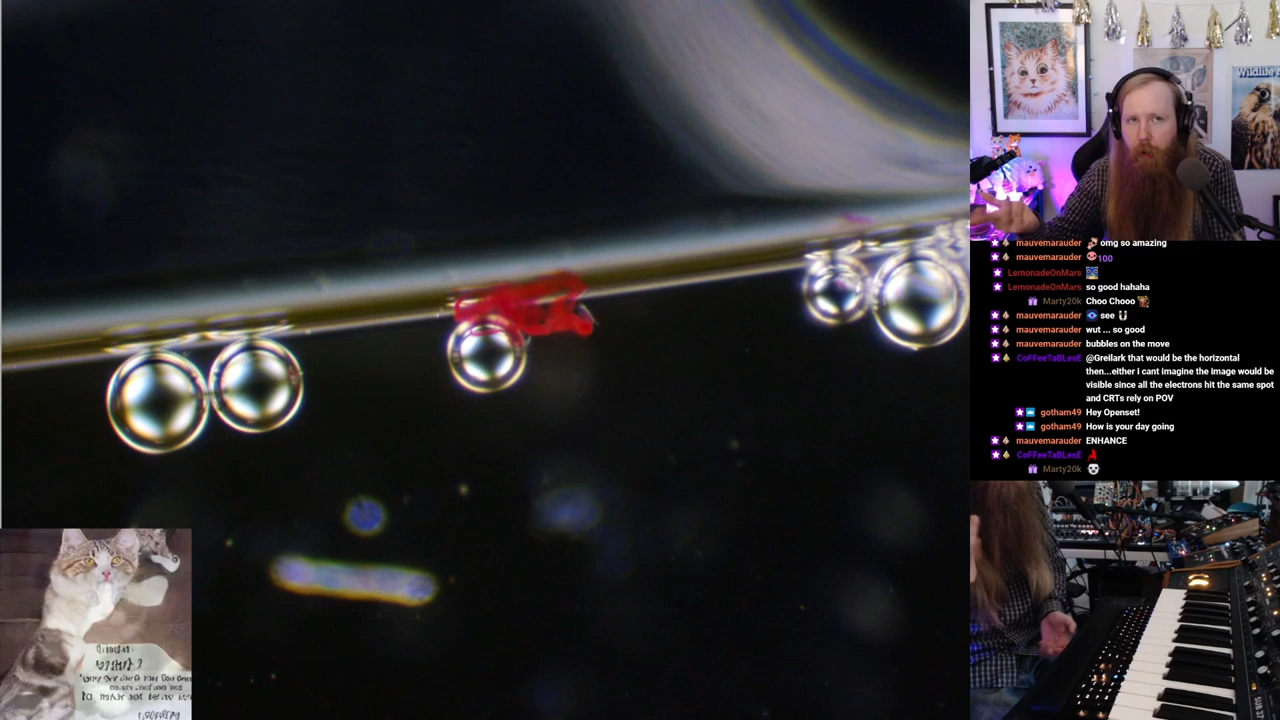 Wildlife
mauvemarauder omg so amazing
mauvemarauder 100
LemonadeOnMars
LemonadeOnMars so good hahaha
Marty20k Choo Chooo
mauvemarauder see
mauvemarauder wut ... so good
mauvemarauder bubbles on the move
CoFFeeTaBLesE @Greilark that would be the horizontal
then...either i cant imagine the image would be
visible since all the electrons hit the same spot
and CRTs rely on POV
gotham49 Hey Openset!
gotham49 How is your day going
mauvemarauder ENHANCE
CoFFeeTaBLesE
Marty20k